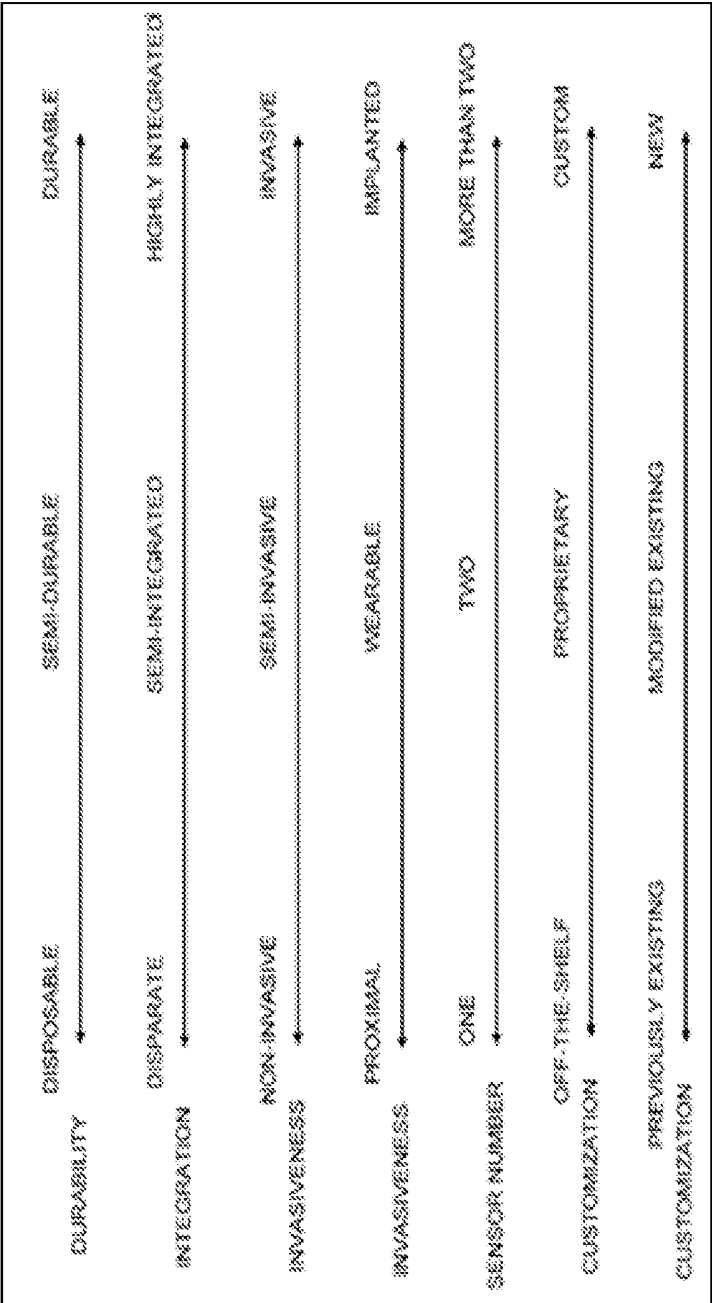 DISPOSABLE SEMI-DURABLE DURABLE
DURABILITY
DISPARATE SEMI-INTEGRATED HIGHLY INTEGRATED
INTEGRATION
NON-INVASIVE SEMI-INVASIVE INVASIVE
INVASIVENESS
PROXIMAL WEARABLE IMPLANTED
INVASIVENESS
ONE TWO MORE THAN TWO
SENSOR NUMBER
OFF-THE-SHELF PROPRIETARY CUSTOM
CUSTOMIZATION
PREVIOUSLY EXISTING MODIFIED EXISTING NEW
CUSTOMIZATION